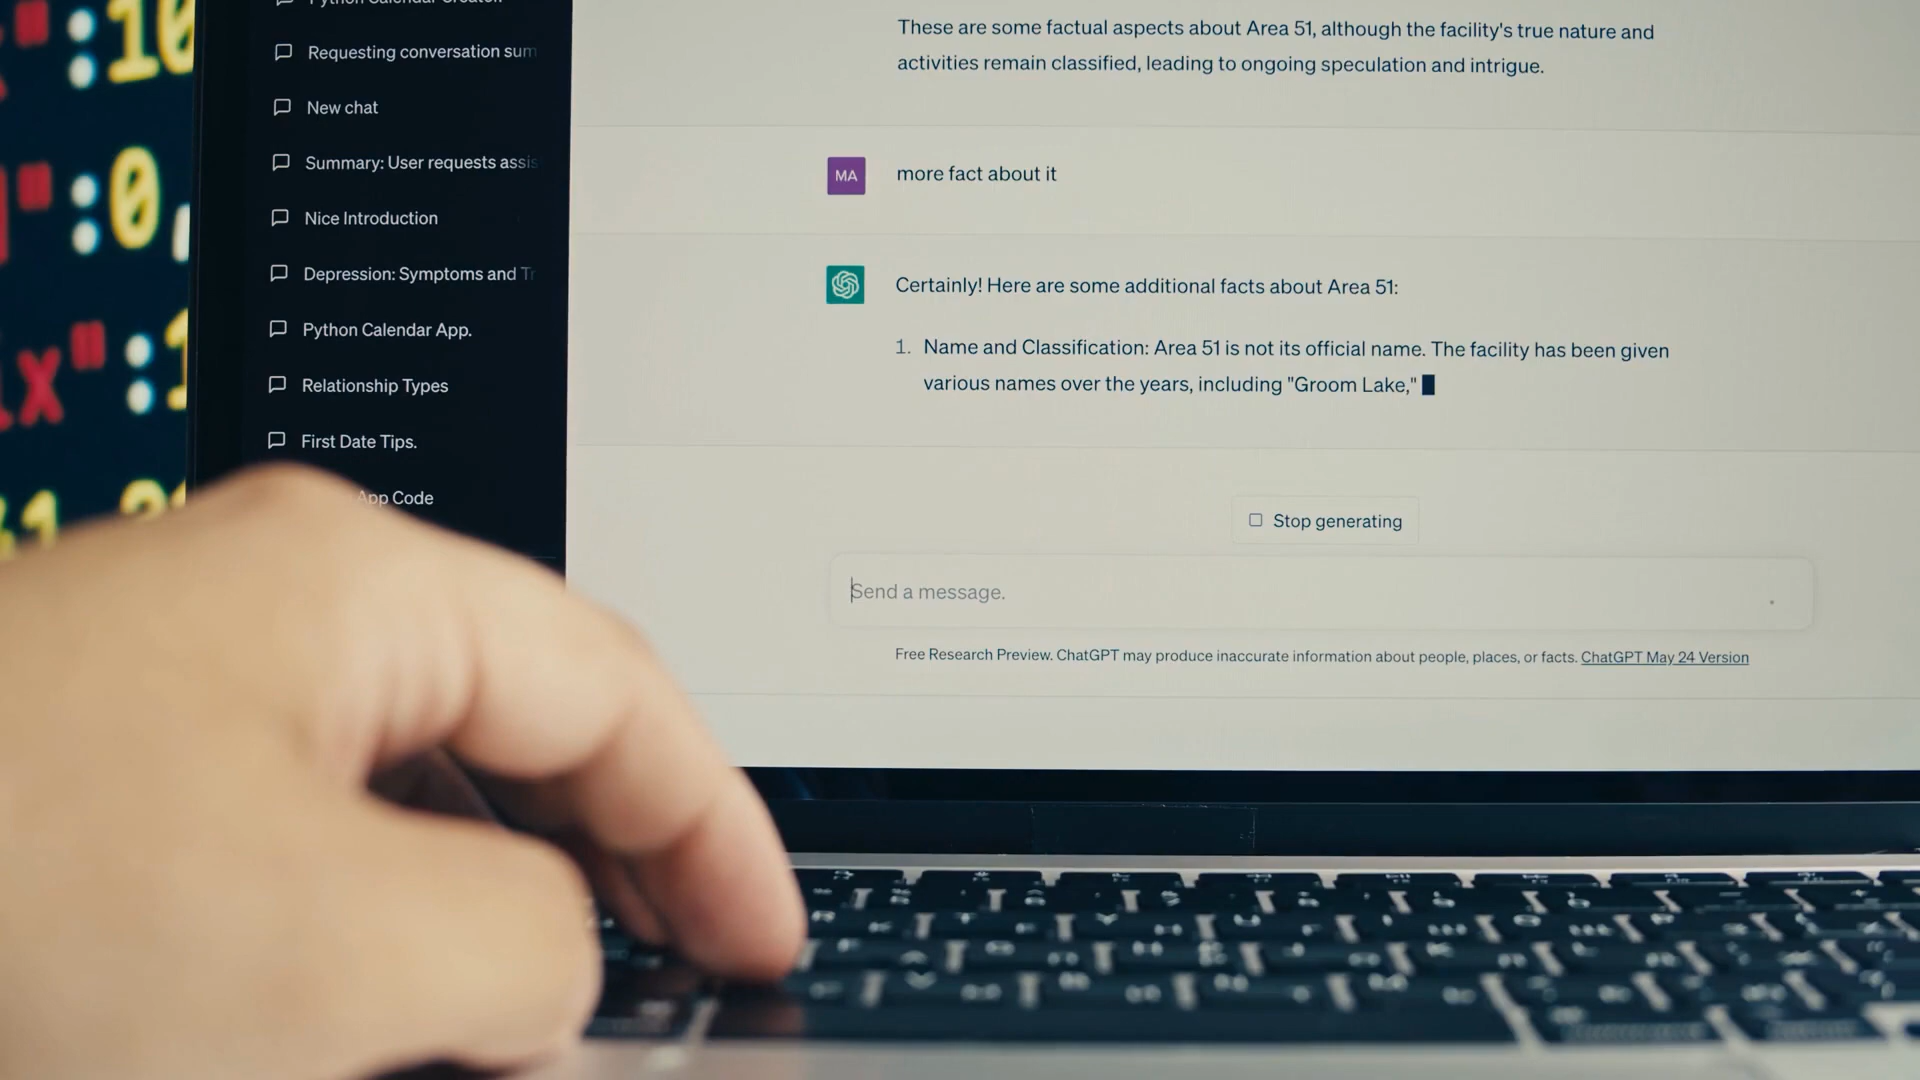 Requesting conversation sum
New chat
Summary: User requests assis
Nice Introduction
Depression: Symptoms and Tr
Python Calendar App.
Relationship Types
First Date Tips.
App Code
These are some factual aspects about Area 51, although the facility's true nature and
activities remain classified, leading to ongoing speculation and intrigue.
MA
more fact about it
Certainly! Here are some additional facts about Area 51:
1. Name and Classification: Area 51 is not its official name. The facility has been given
various names over the years, including "Groom Lake,"
Stop generating
Send a message.
Free Research Preview. ChatGPT may produce inaccurate information about people, places, or facts. ChatGPT May 24 Version